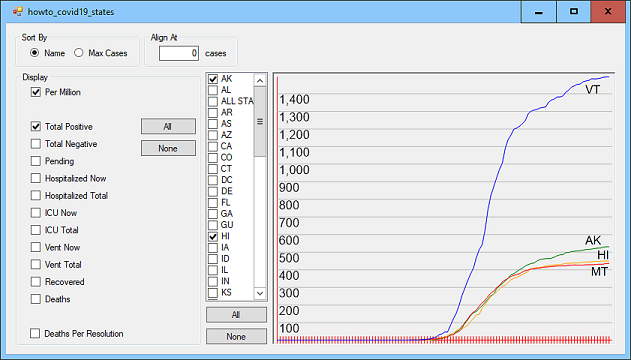 howto_covid19_states
Sort By
Name
Max Cases
Align At
0 cases
Display
Per Million
Total Positive
Total Negative
Pending
Hospitalized Now
Hospitalized Total
ICU Now
ICU Total
Vent Now
Vent Total
Recovered
Deaths
Deaths Per Resolution
All
None
AK
AL
ALL STA
AR
AS
AZ
CA
CO
CT
DC
DE
FL
GA
GU
HI
IA
ID
IL
IN
KS
All
None
1,400
1,300
1,200
1,100
1,000
900
800
700
600
500
400
300
200
100
VT
AK
HI
MT